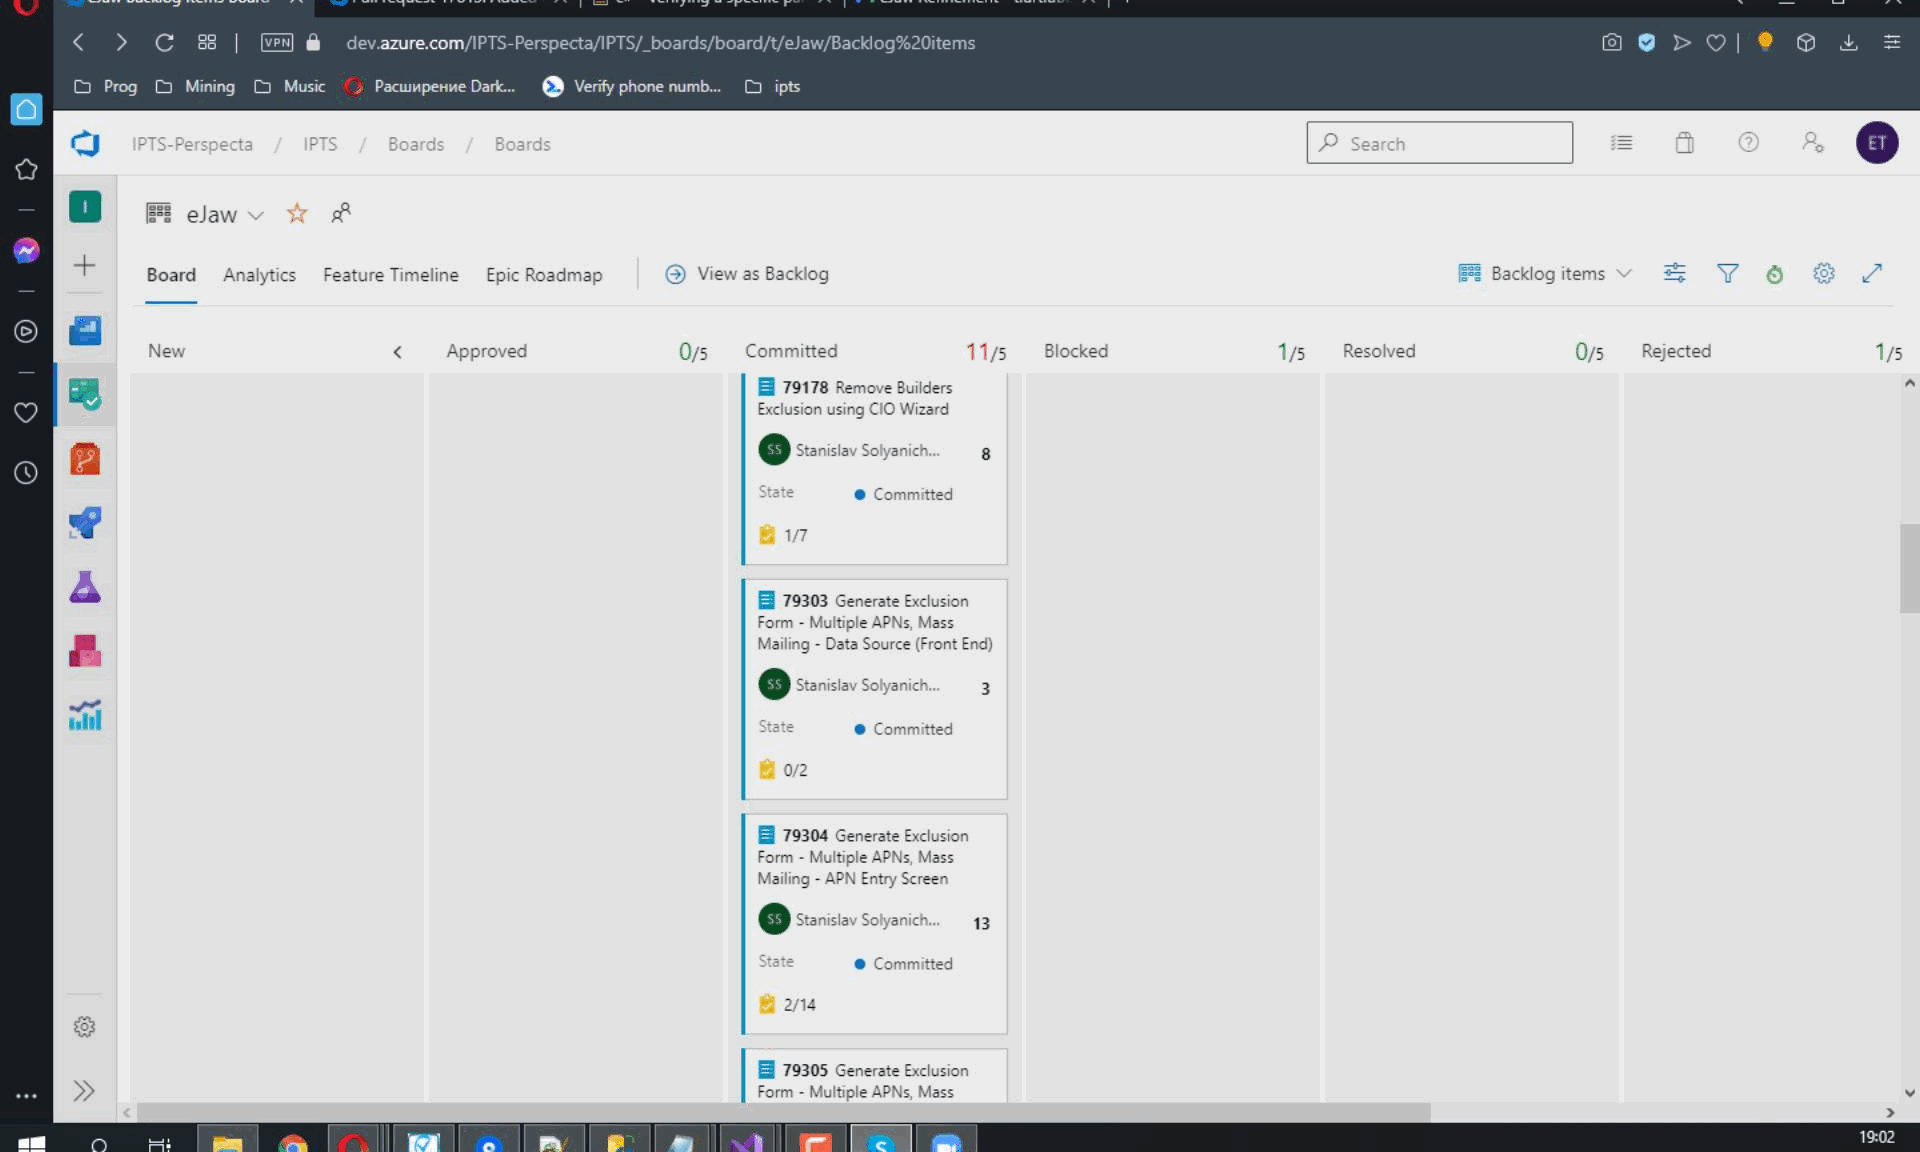 VPN
dev.azure.com/IPTS-Perspecta/IPTS/_boards/board/t/eJaw/Backlog%20items
Prog
Mining
Music
Расширение Dark...
Verify phone numb...
ipts
IPTS-Perspecta / IPTS / Boards / Boards
Search
ET
I
eJaw
Board
Analytics
Feature Timeline
Epic Roadmap
View as Backlog
Backlog items
New
Approved 0/5
Committed 11/5
Blocked 1/5
Resolved 0/5
Rejected 1/5
79178 Remove Builders
Exclusion using CIO Wizard
SS Stanislav Solyanich... 8
State Committed
1/7
79303 Generate Exclusion
Form - Multiple APNs, Mass
Mailing - Data Source (Front End)
SS Stanislav Solyanich... 3
State Committed
0/2
79304 Generate Exclusion
Form - Multiple APNs, Mass
Mailing - APN Entry Screen
SS Stanislav Solyanich... 13
State Committed
2/14
79305 Generate Exclusion
Form - Multiple APNs, Mass
19:02